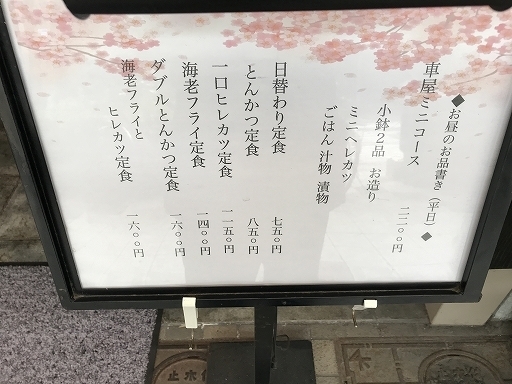 ◆お昼のお品書き（平日）◆
車屋ミニコース 二二〇〇円
小鉢2品 お造り
ミニヘレカツ
ごはん 汁物 漬物
日替わり定食 七五〇円
とんかつ定食 八五〇円
一口ヒレカツ定食 一一五〇円
海老フライ定食 一四〇〇円
ダブルとんかつ定食 一六〇〇円
海老フライと
ヒレカツ定食 一六〇〇円
止水